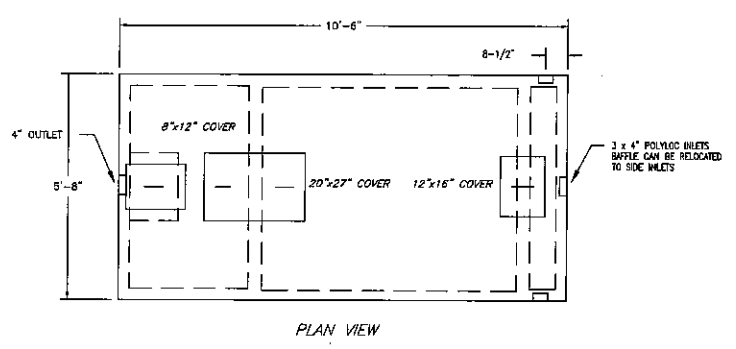 10'-6"
8-1/2"
8"x12" COVER
4" OUTLET
3 x 4" POLYLOC INLETS
BAFFLE CAN BE RELOCATED
TO SIDE INLETS
5'-8"
20"x27" COVER
12"x16" COVER
PLAN VIEW